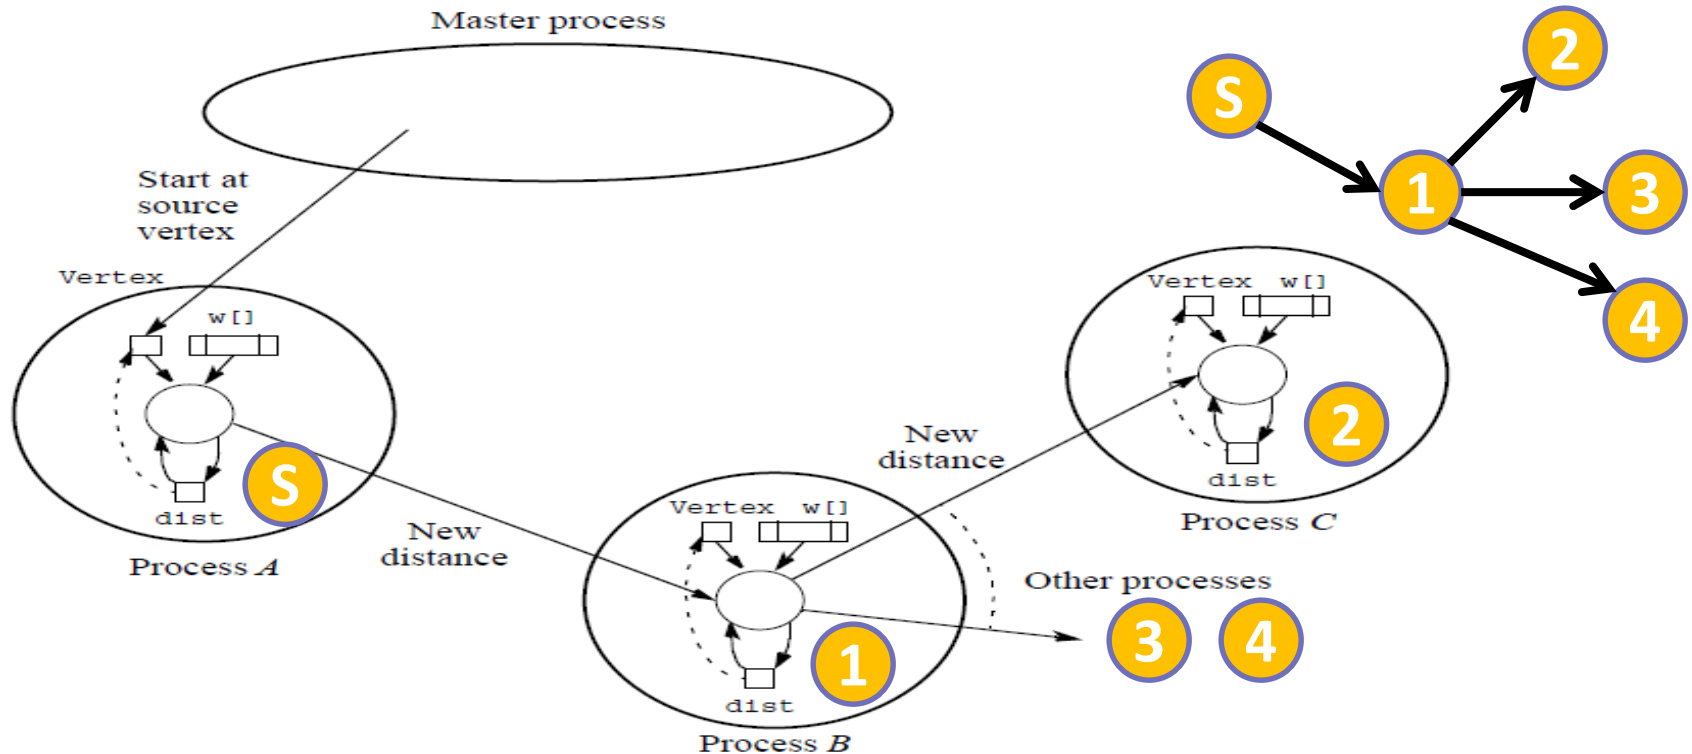 Master process
S
2
1
3
4
Start at
source
vertex
Vertex
w[]
dist
S
Process A
New
distance
Vertex w[]
dist
1
Process B
New
distance
Vertex w[]
dist
2
Process C
Other processes
3 4